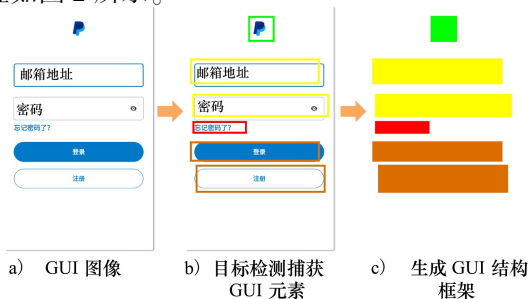 邮箱地址
密码
忘记密码了?
登录
注册
邮箱地址
密码
忘记密码了?
登录
注册
a) GUI 图像
b) 目标检测捕获
GUI 元素
c) 生成 GUI 结构
框架